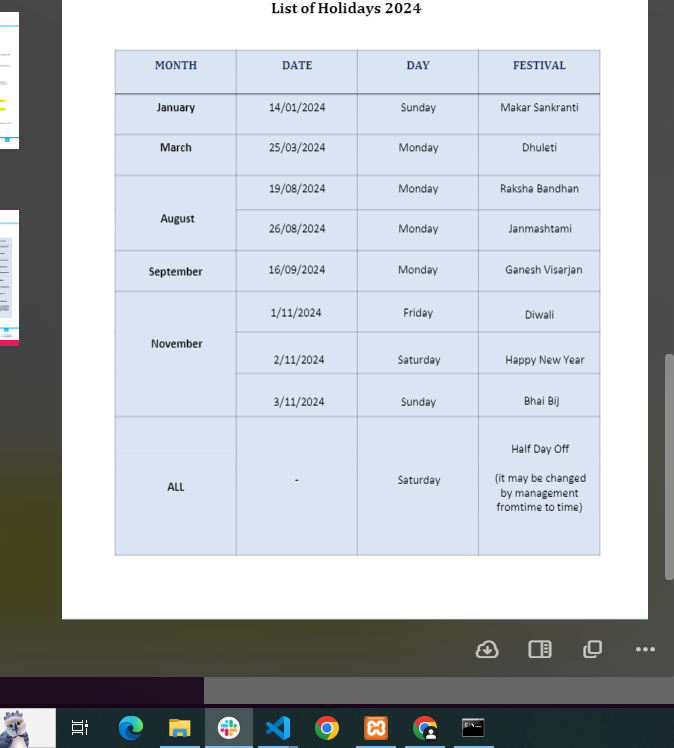 List of Holidays 2024
MONTH DATE DAY FESTIVAL
January 14/01/2024 Sunday Makar Sankranti
March 25/03/2024 Monday Dhuleti
August 19/08/2024 Monday Raksha Bandhan
26/08/2024 Monday Janmashtami
September 16/09/2024 Monday Ganesh Visarjan
November 1/11/2024 Friday Diwali
2/11/2024 Saturday Happy New Year
3/11/2024 Sunday Bhai Bij
ALL - Saturday Half Day Off
(it may be changed
by management
fromtime to time)